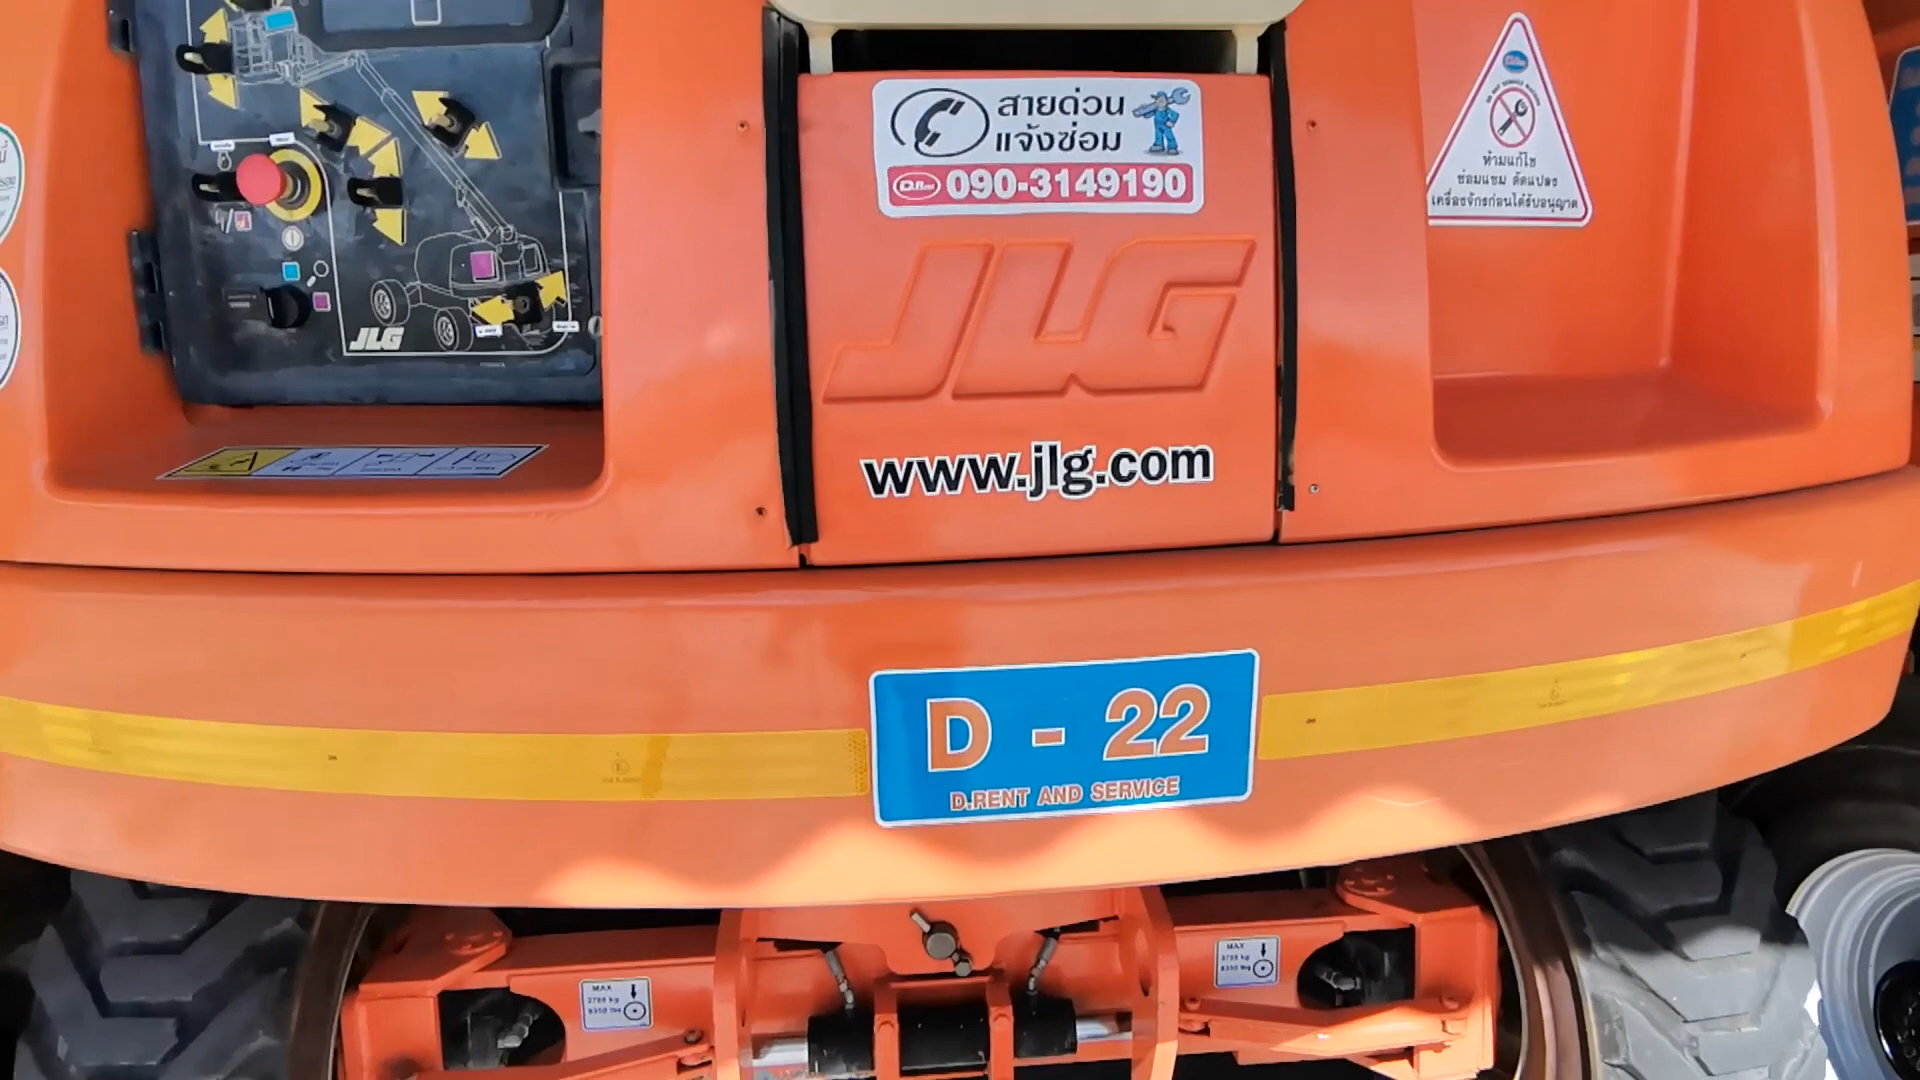 สายด่วน
แจ้งซ่อม
D.Rent 090-3149190
ห้ามแก้ไข
ซ่อมแซม ดัดแปลง
เครื่องจักรก่อนได้รับอนุญาต
JLG
JLG
www.jlg.com
D - 22
D.RENT AND SERVICE
MAX
MAX